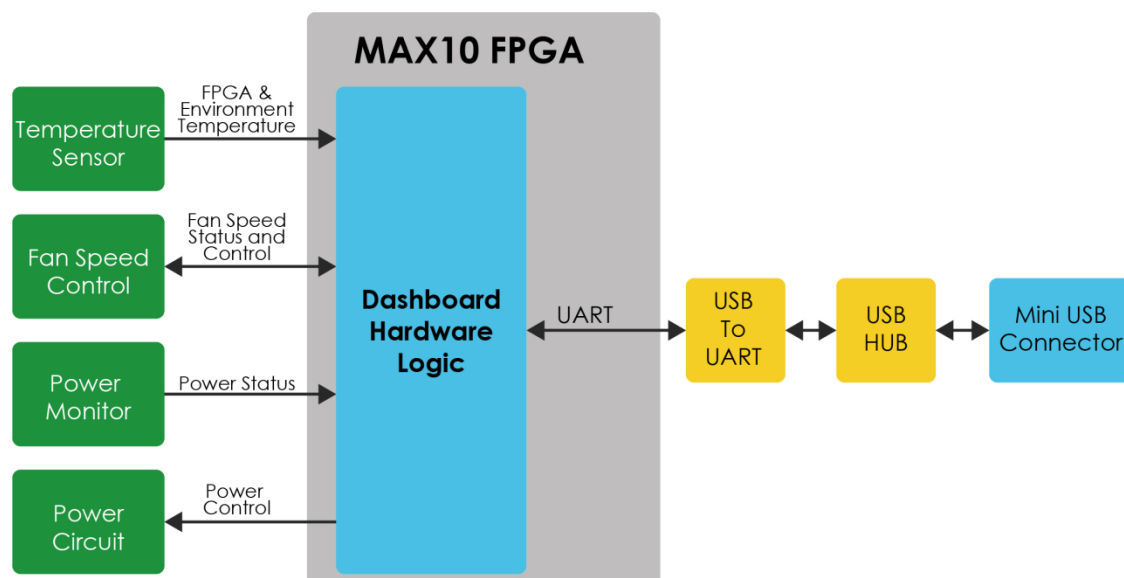 MAX10 FPGA
FPGA &
Environment
Temperature
Temperature
Sensor
Fan Speed
Status and
Control
Fan Speed
Control
Dashboard
Hardware
Logic
UART
USB
To
UART
USB
HUB
Mini USB
Connector
Power Status
Power
Monitor
Power
Control
Power
Circuit